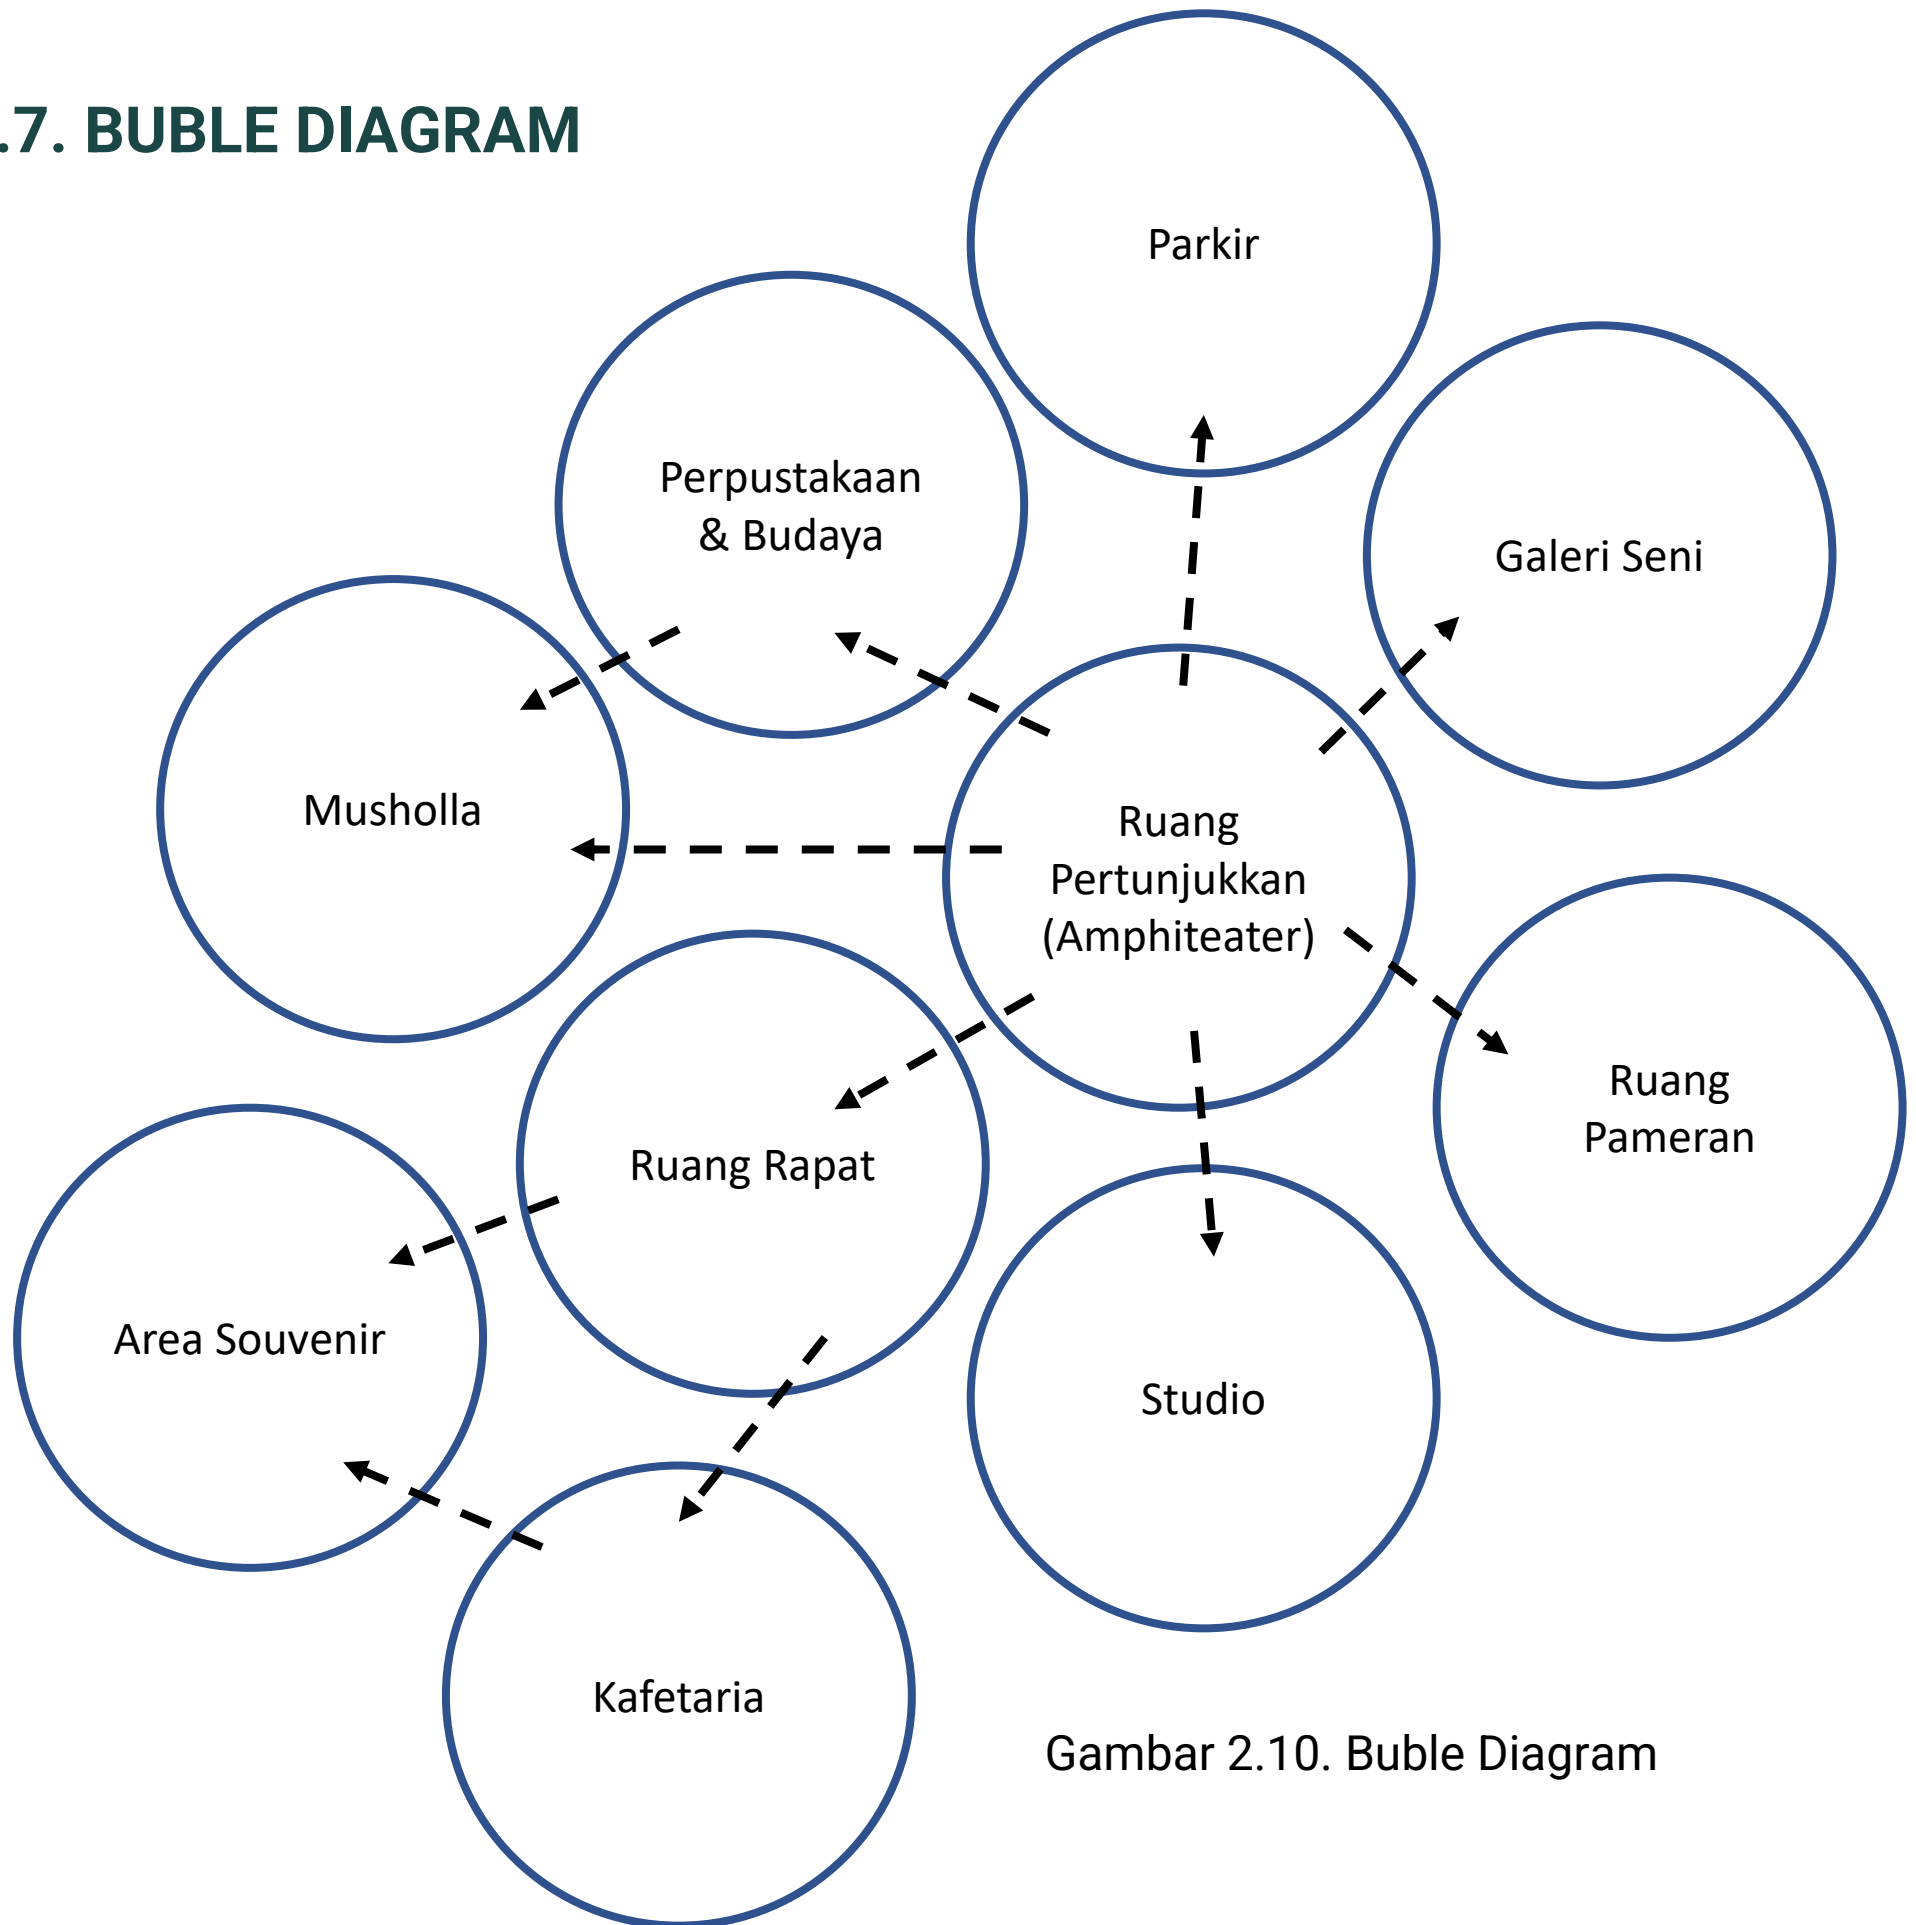 .7. BUBLE DIAGRAM
Parkir
Perpustakaan
& Budaya
Galeri Seni
Musholla
Ruang
Pertunjukkan
(Amphiteater)
Ruang
Pameran
Ruang Rapat
Area Souvenir
Studio
Kafetaria
Gambar 2.10. Buble Diagram